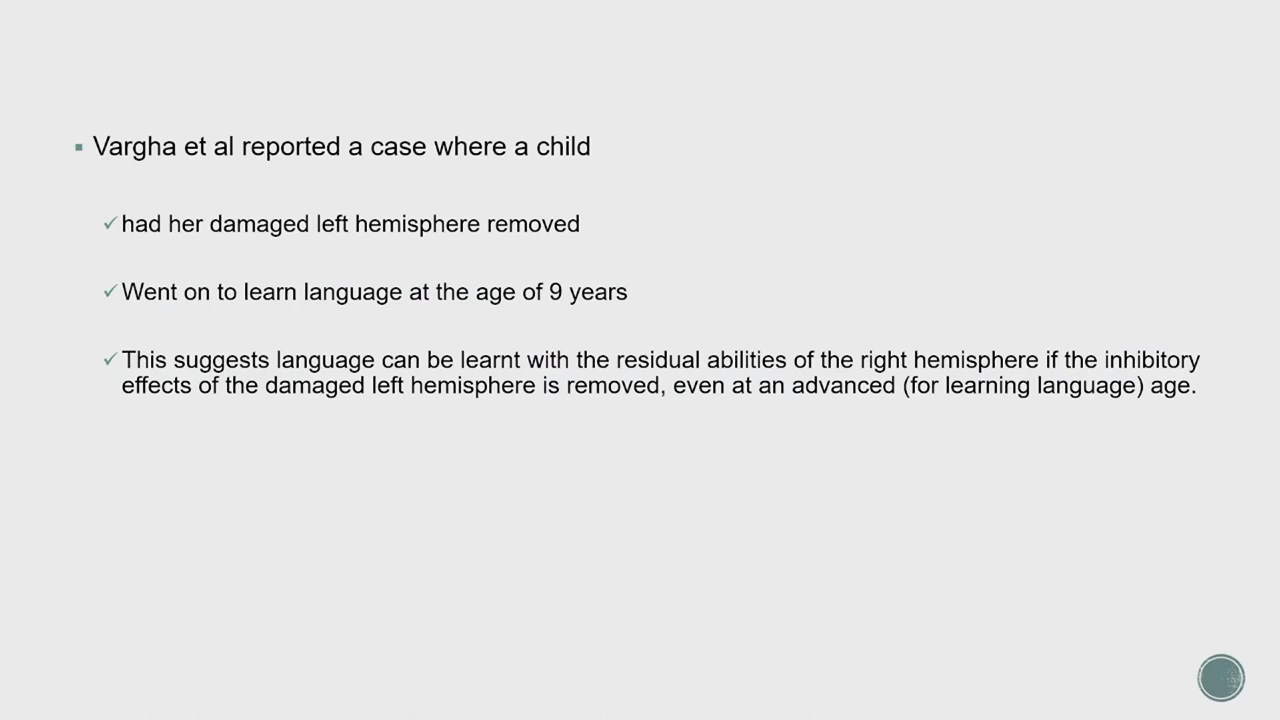 Vargha et al reported a case where a child
had her damaged left hemisphere removed
Went on to learn language at the age of 9 years
This suggests language can be learnt with the residual abilities of the right hemisphere if the inhibitory
effects of the damaged left hemisphere is removed, even at an advanced (for learning language) age.